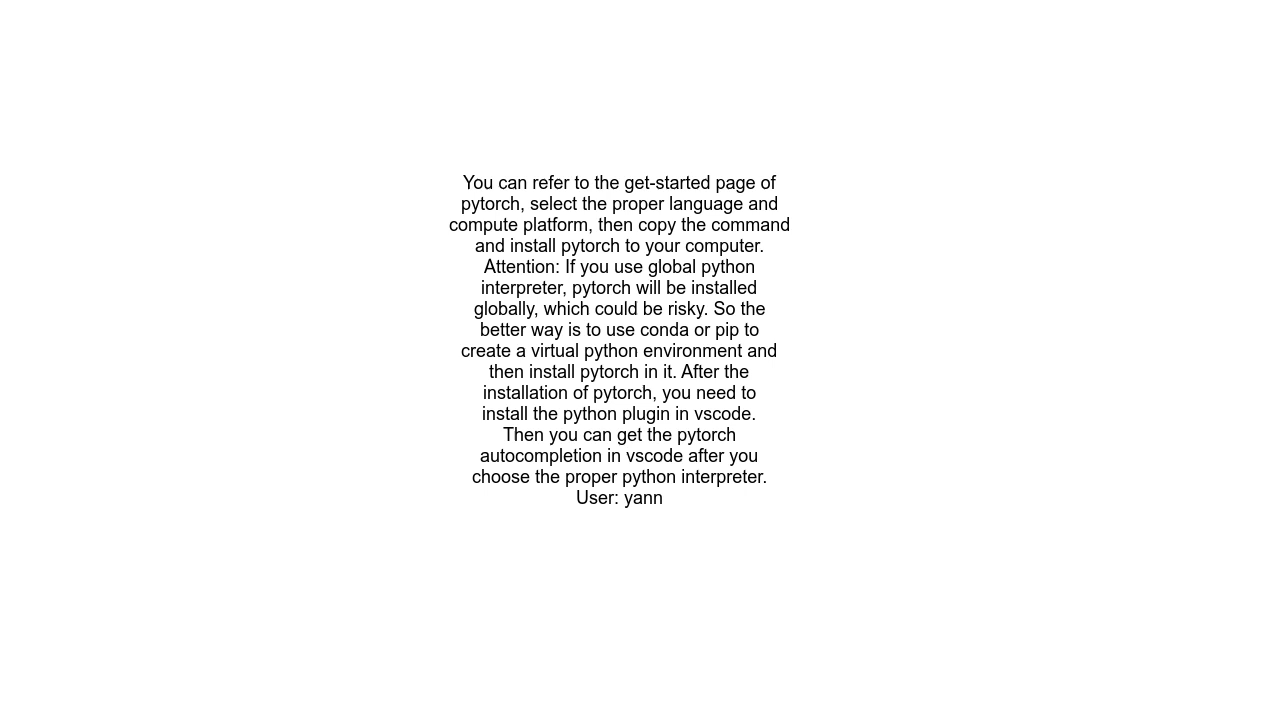 You can refer to the get-started page of
pytorch, select the proper language and
compute platform, then copy the command
and install pytorch to your computer.
Attention: If you use global python
interpreter, pytorch will be installed
globally, which could be risky. So the
better way is to use conda or pip to
create a virtual python environment and
then install pytorch in it. After the
installation of pytorch, you need to
install the python plugin in vscode.
Then you can get the pytorch
autocompletion in vscode after you
choose the proper python interpreter.
User: yann